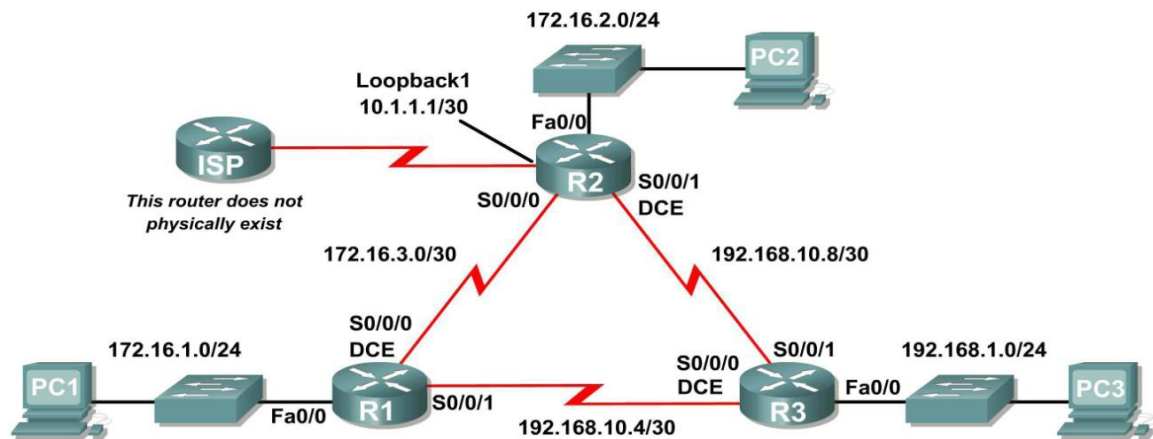 172.16.2.0/24
PC2
Loopback1
10.1.1.1/30
Fa0/0
ISP
R2
This router does not
physically exist
S0/0/0
S0/0/1
DCE
172.16.3.0/30
192.168.10.8/30
S0/0/0
DCE
172.16.1.0/24
S0/0/0
DCE
S0/0/1
192.168.1.0/24
PC1
Fa0/0
R1
S0/0/1
R3
Fa0/0
PC3
192.168.10.4/30